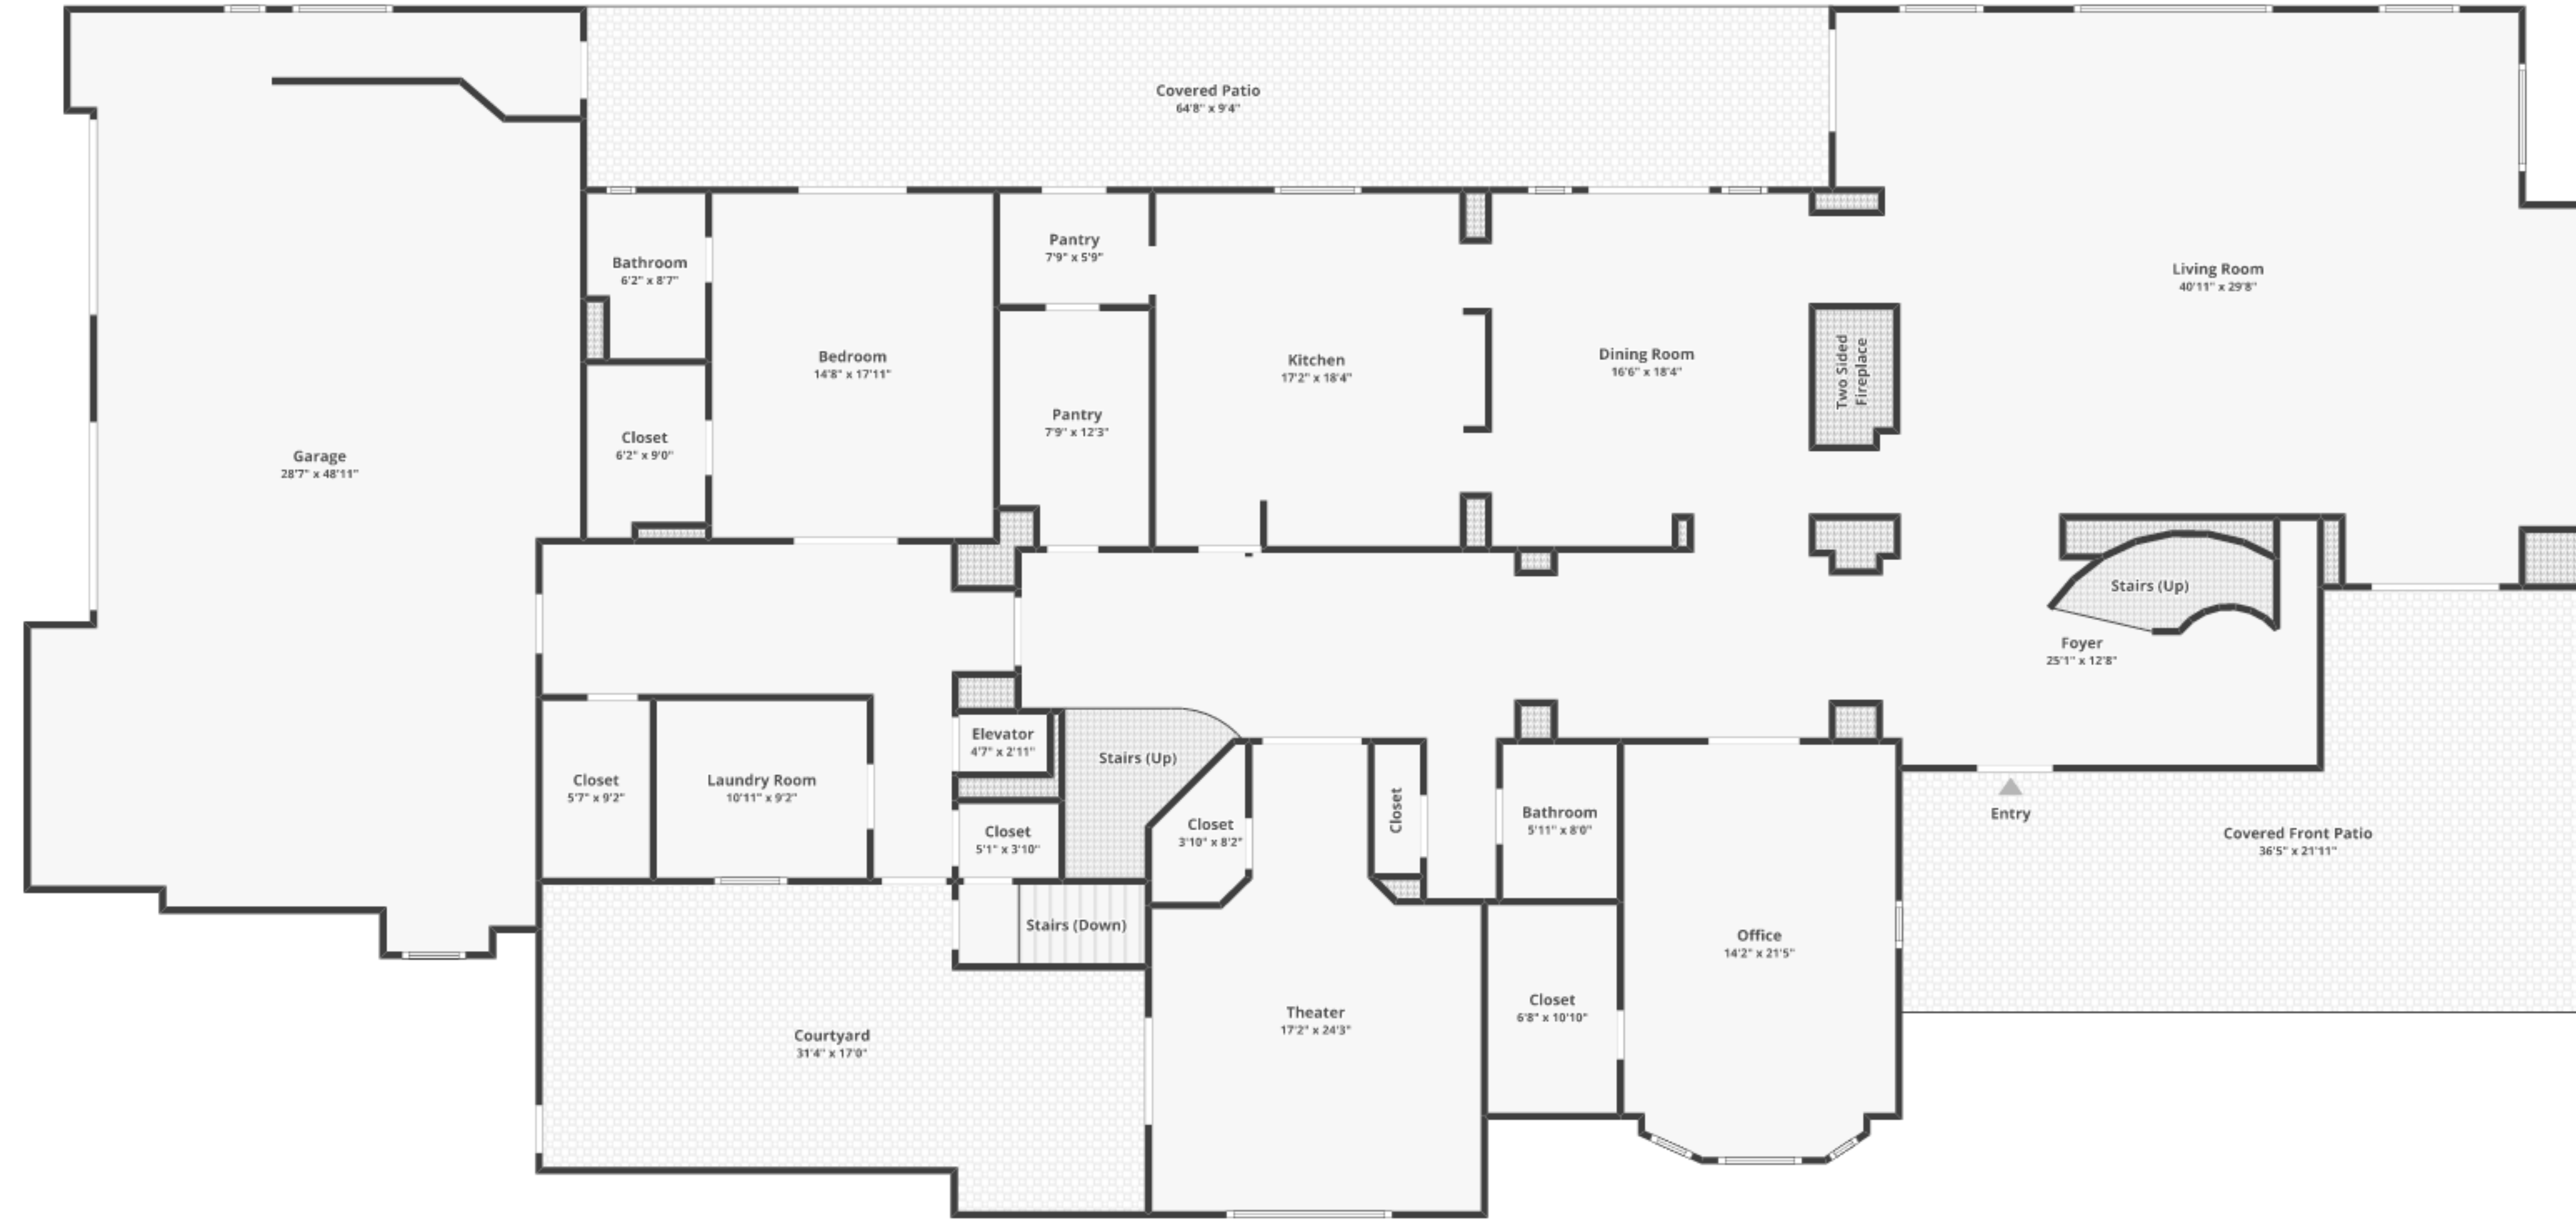 Covered Patio
64'8" x 9'4"
Bathroom
6'2" x 8'7"
Pantry
7'9" x 5'9"
Living Room
40'11" x 29'8"
Bedroom
14'8" x 17'11"
Kitchen
17'2" x 18'4"
Dining Room
16'6" x 18'4"
Two Sided
Fireplace
Pantry
7'9" x 12'3"
Closet
6'2" x 9'0"
Garage
28'7" x 48'11"
Stairs (Up)
Foyer
25'1" x 12'8"
Elevator
4'7" x 2'11"
Stairs (Up)
Closet
5'7" x 9'2"
Laundry Room
10'11" x 9'2"
Closet
5'1" x 3'10"
Closet
3'10" x 8'2"
Closet
Bathroom
5'11" x 8'0"
Entry
Covered Front Patio
36'5" x 21'11"
Stairs (Down)
Office
14'2" x 21'5"
Closet
6'8" x 10'10"
Theater
17'2" x 24'3"
Courtyard
31'4" x 17'0"